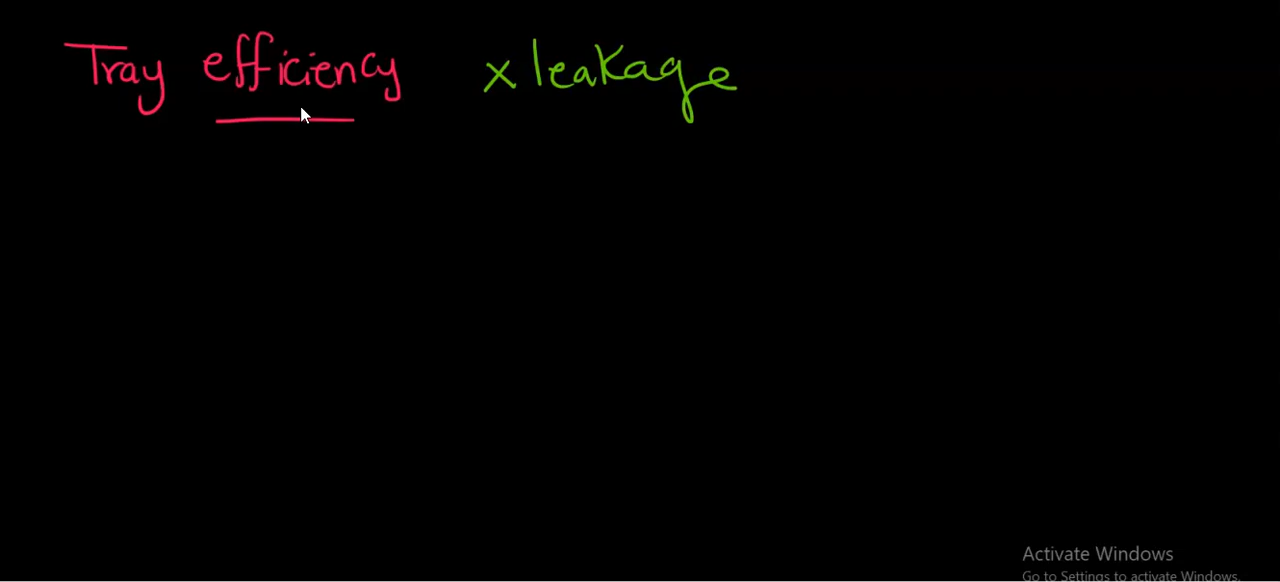 Tray efficiency x leakage
Activate Windows
Go to Settings to activate Windows.